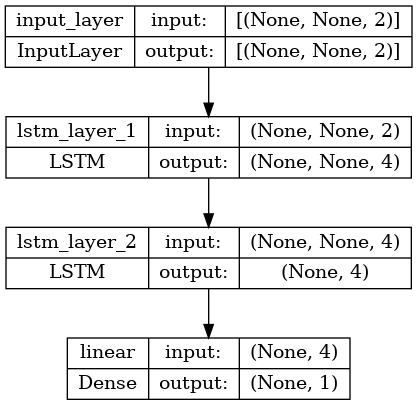 input_layer input: [(None, None, 2)]
InputLayer output: [(None, None, 2)]
lstm_layer_1 input: (None, None, 2)
LSTM output: (None, None, 4)
lstm_layer_2 input: (None, None, 4)
LSTM output: (None, 4)
linear input: (None, 4)
Dense output: (None, 1)